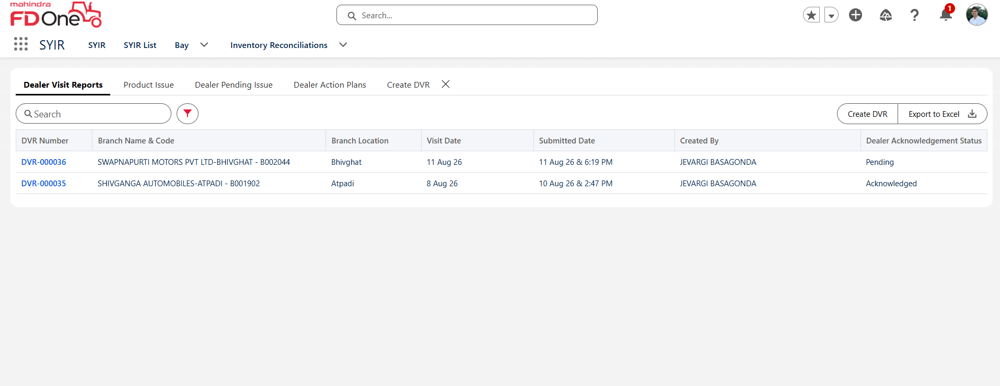 mahindra
FDOne
Search...
1
SYIR SYIR SYIR List Bay Inventory Reconciliations
Dealer Visit Reports Product Issue Dealer Pending Issue Dealer Action Plans Create DVR
Search
Create DVR Export to Excel
DVR Number Branch Name & Code Branch Location Visit Date Submitted Date Created By Dealer Acknowledgement Status
DVR-000036 SWAPNAPURTI MOTORS PVT LTD-BHIVGHAT - B002044 Bhivghat 11 Aug 26 11 Aug 26 & 6:19 PM JEVARGI BASAGONDA Pending
DVR-000035 SHIVGANGA AUTOMOBILES-ATPADI - B001902 Atpadi 8 Aug 26 10 Aug 26 & 2:47 PM JEVARGI BASAGONDA Acknowledged